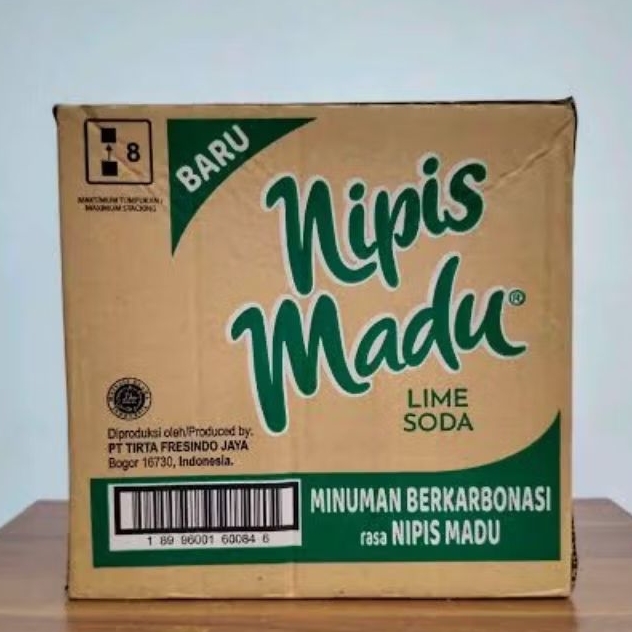 8
MAKSIMUM TUMPUKAN /
MAXIMUM STACKING
BARU
Nipis
Madu®
LIME
SODA
Diproduksi oleh/Produced by:
PT TIRTA FRESINDO JAYA
Bogor 16730, Indonesia.
1 89 96001 60084 6
MINUMAN BERKARBONASI
rasa NIPIS MADU